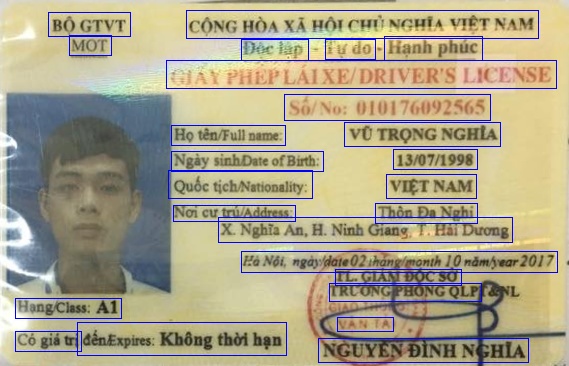 BỘ GTVT
MOT
CỘNG HÒA XÃ HỘI CHỦ NGHĨA VIỆT NAM
Độc lập - Tự do - Hạnh phúc
GIẤY PHÉP LÁI XE/DRIVER'S LICENSE
Số/No: 010176092565
Họ tên/Full name: VŨ TRỌNG NGHĨA
Ngày sinh/Date of Birth: 13/07/1998
Quốc tịch/Nationality: VIỆT NAM
Nơi cư trú/Address: Thôn Đa Nghi
X. Nghĩa An, H. Ninh Giang, T. Hải Dương
Hà Nội, ngày/date 02 tháng/month 10 năm/year 2017
TL. GIÁM ĐỐC SỞ
TRƯỞNG PHÒNG QLPT&NL
Hạng/Class: A1
GIAO THÔNG
VẬN TẢI
Có giá trị đến/Expires: Không thời hạn
NGUYỄN ĐÌNH NGHĨA